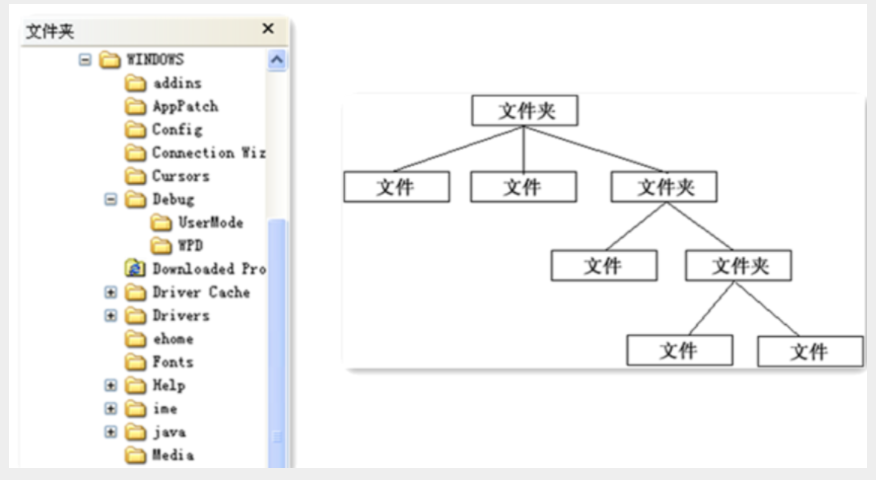 文件夹
WINDOWS
addins
AppPatch
Config
Connection Wiz
Cursors
Debug
UserMode
WPD
Downloaded Pro
Driver Cache
Drivers
ehome
Fonts
Help
ime
java
Media
文件夹
文件 文件 文件夹
文件 文件夹
文件 文件